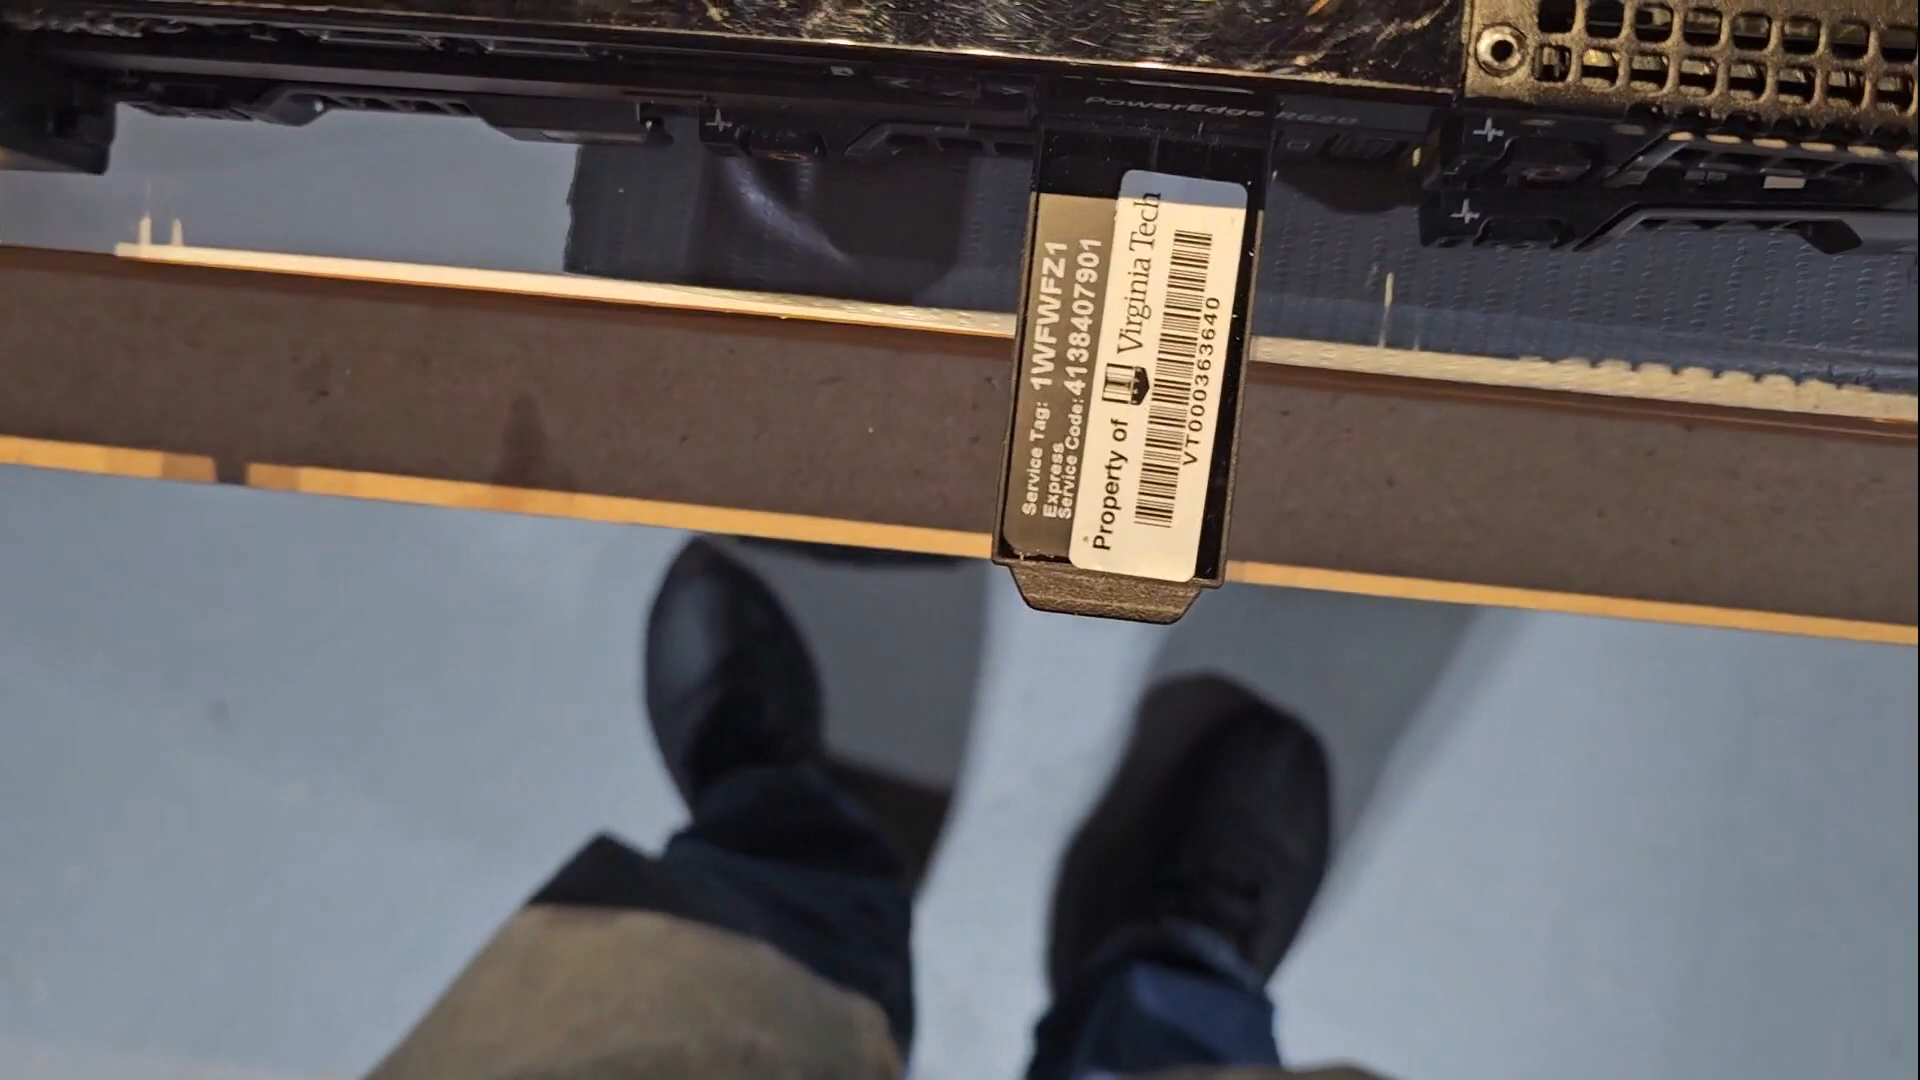 PowerEdge R620
Service Tag: 1WFWFZ1
Express
Service Code: 4138407901
Property of Virginia Tech
VT000363640